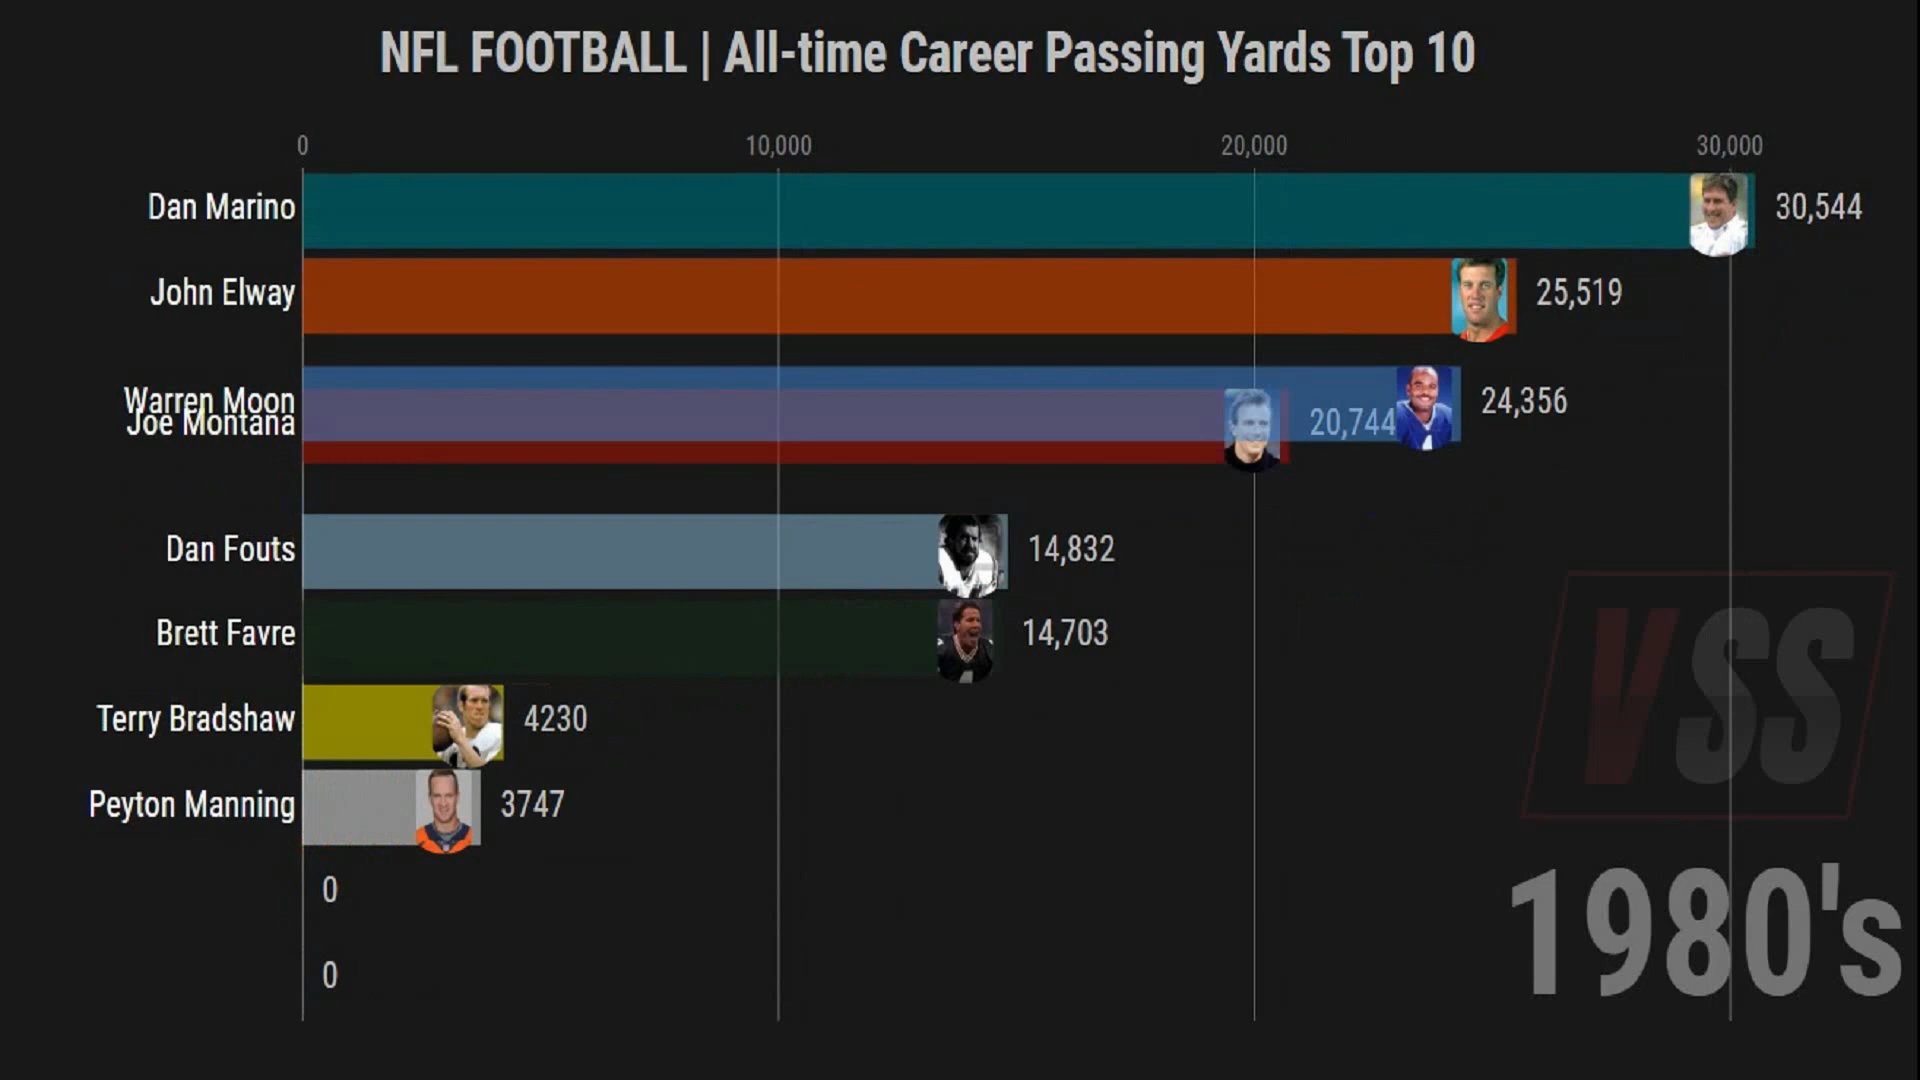 NFL FOOTBALL | All-time Career Passing Yards Top 10
0 10,000 20,000 30,000
Dan Marino 30,544
John Elway 25,519
Warren Moon 24,356
Joe Montana 20,744
Dan Fouts 14,832
Brett Favre 14,703
Terry Bradshaw 4230
Peyton Manning 3747
0
0
VSS
1980's